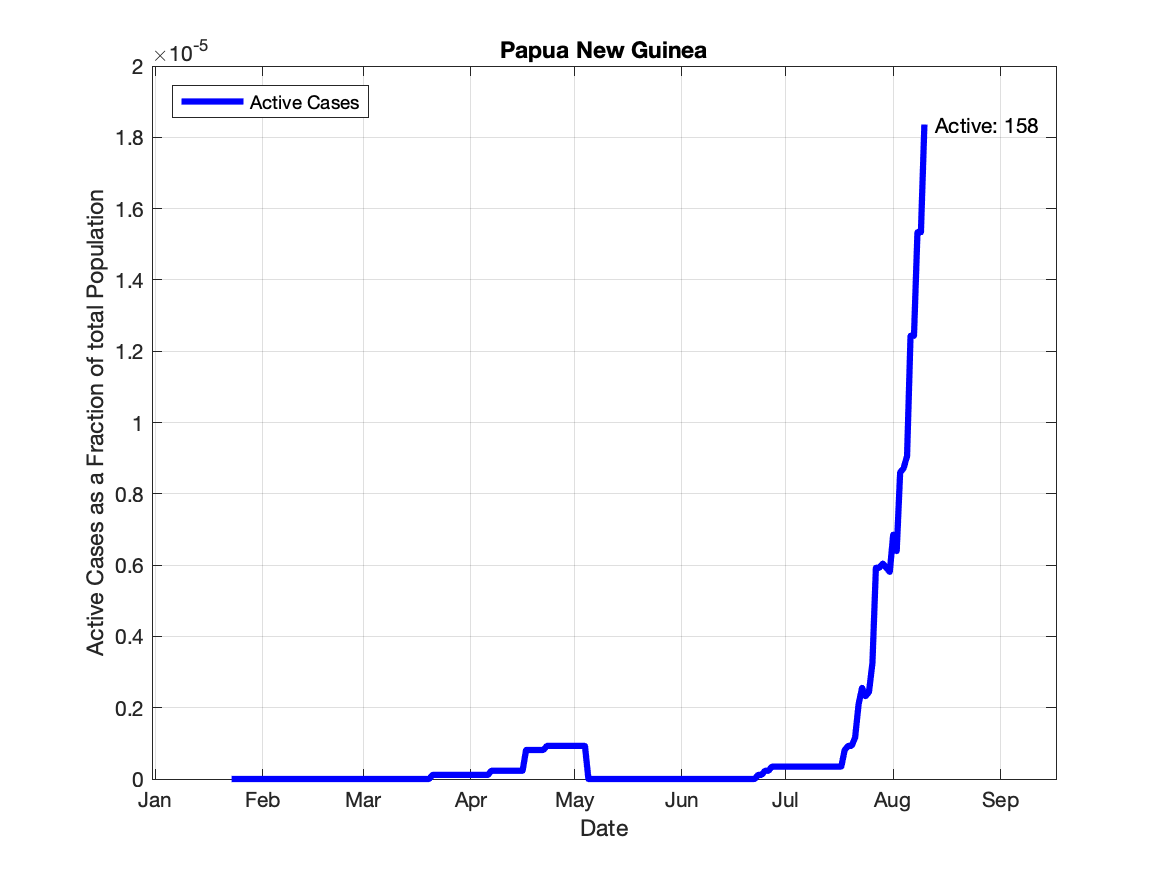 Papua New Guinea
×10-5
Active Cases
Active: 158
Active Cases as a Fraction of total Population
2
1.8
1.6
1.4
1.2
1
0.8
0.6
0.4
0.2
0
Jan Feb Mar Apr May Jun Jul Aug Sep
Date